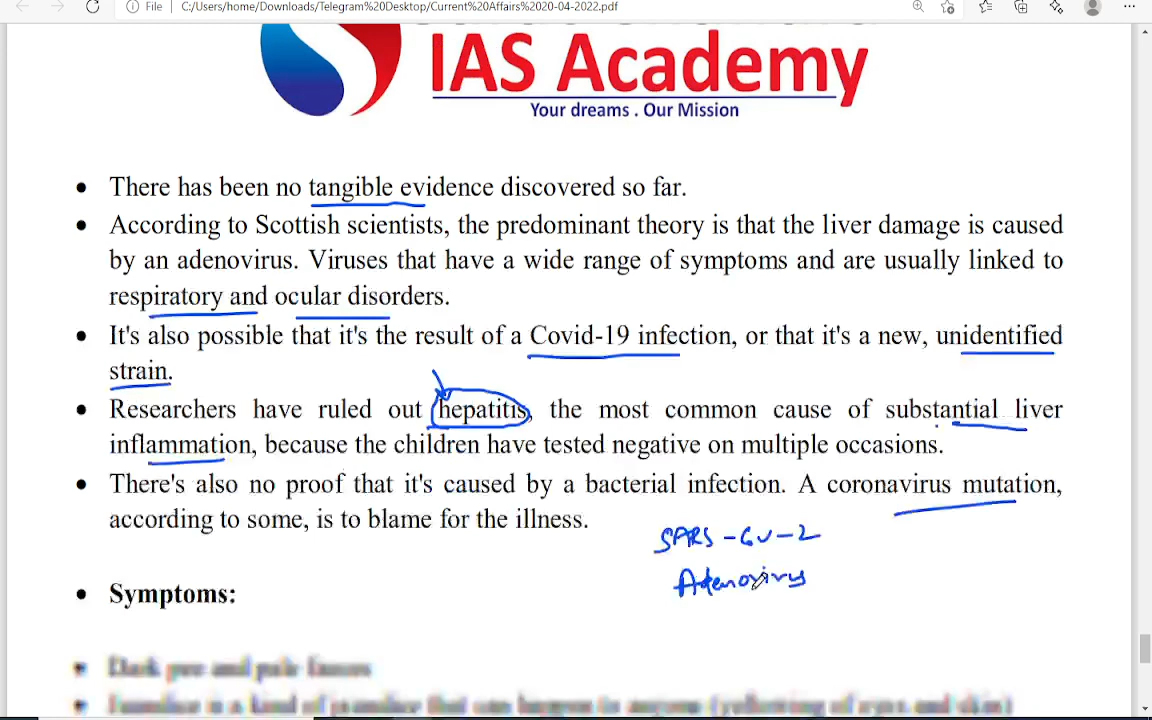 File | C:/Users/home/Downloads/Telegram%20Desktop/Current%20Affairs%2020-04-2022.pdf
IAS Academy
Your dreams . Our Mission
• There has been no tangible evidence discovered so far.
• According to Scottish scientists, the predominant theory is that the liver damage is caused
by an adenovirus. Viruses that have a wide range of symptoms and are usually linked to
respiratory and ocular disorders.
• It's also possible that it's the result of a Covid-19 infection, or that it's a new, unidentified
strain.
• Researchers have ruled out hepatitis, the most common cause of substantial liver
inflammation, because the children have tested negative on multiple occasions.
• There's also no proof that it's caused by a bacterial infection. A coronavirus mutation,
according to some, is to blame for the illness.
SARS-CoV-2
Adenovirus
• Symptoms: